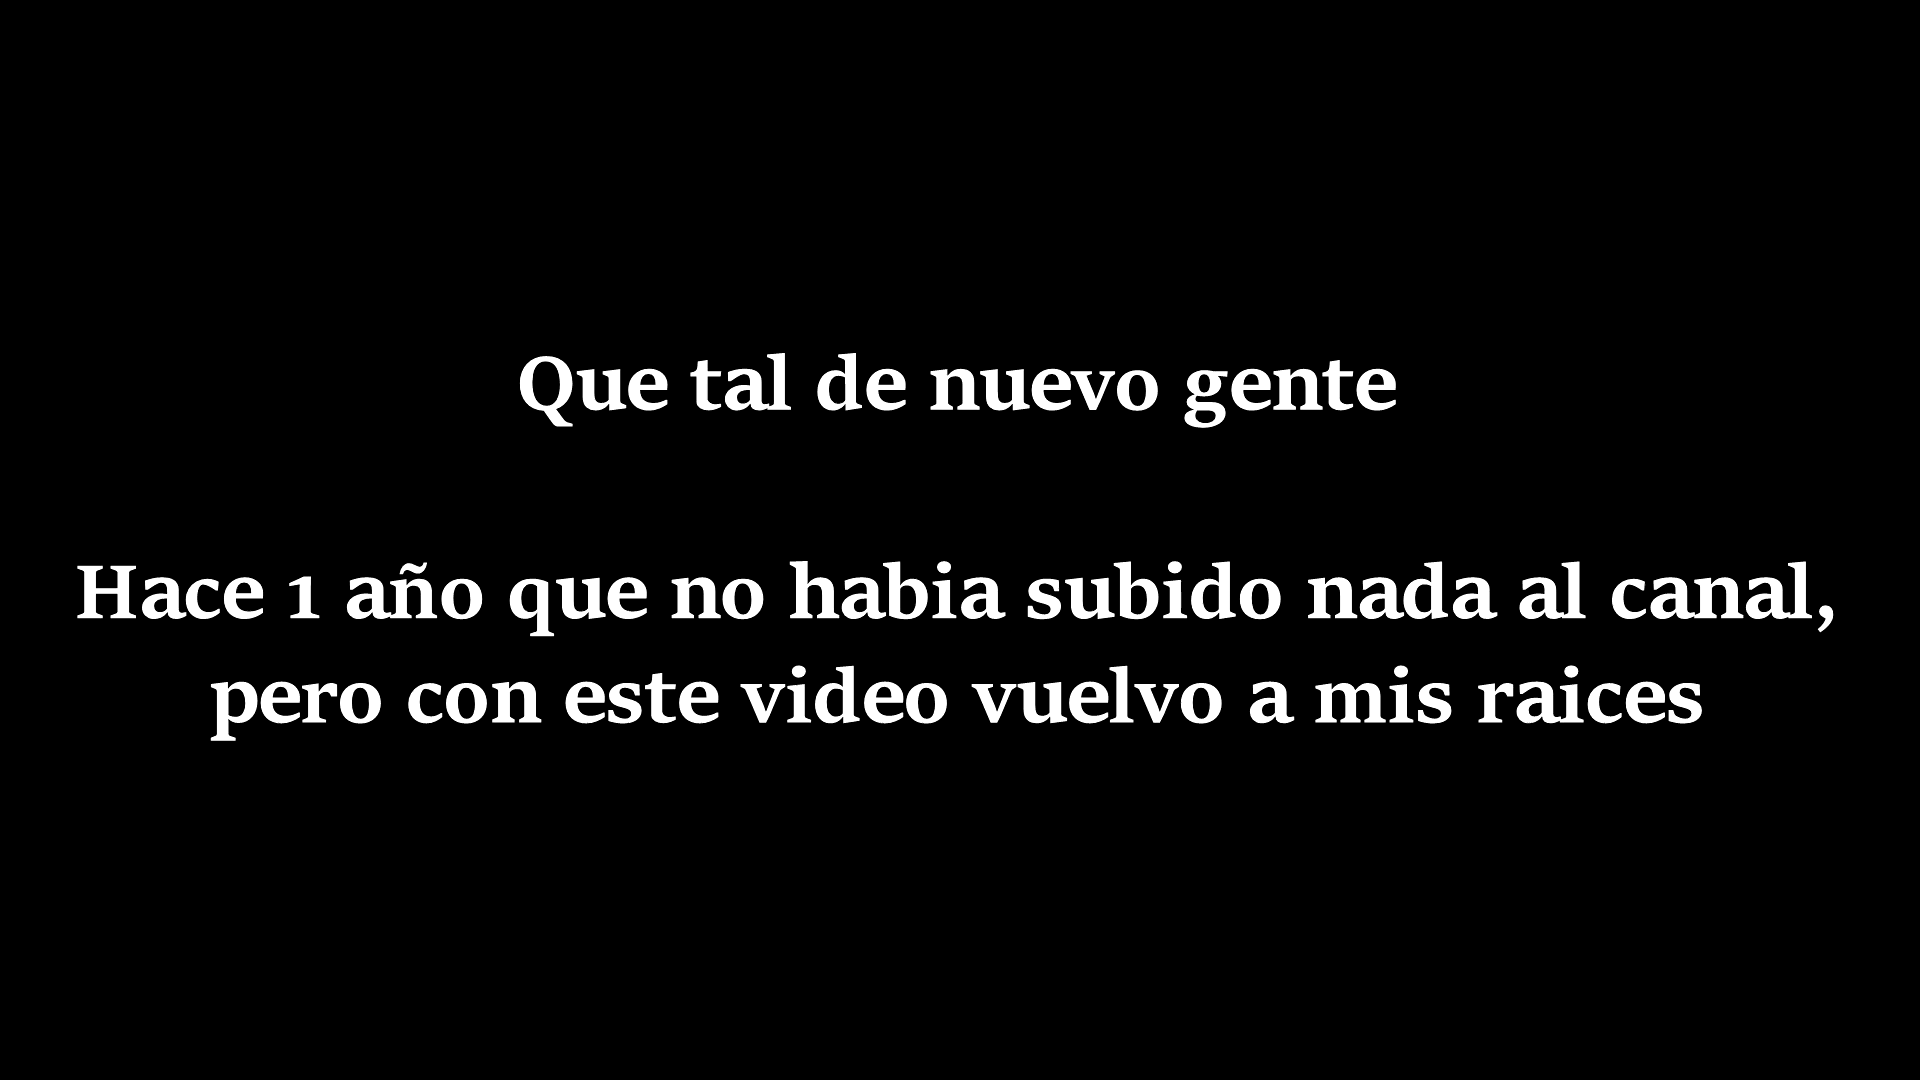 Que tal de nuevo gente
Hace 1 año que no habia subido nada al canal,
pero con este video vuelvo a mis raices